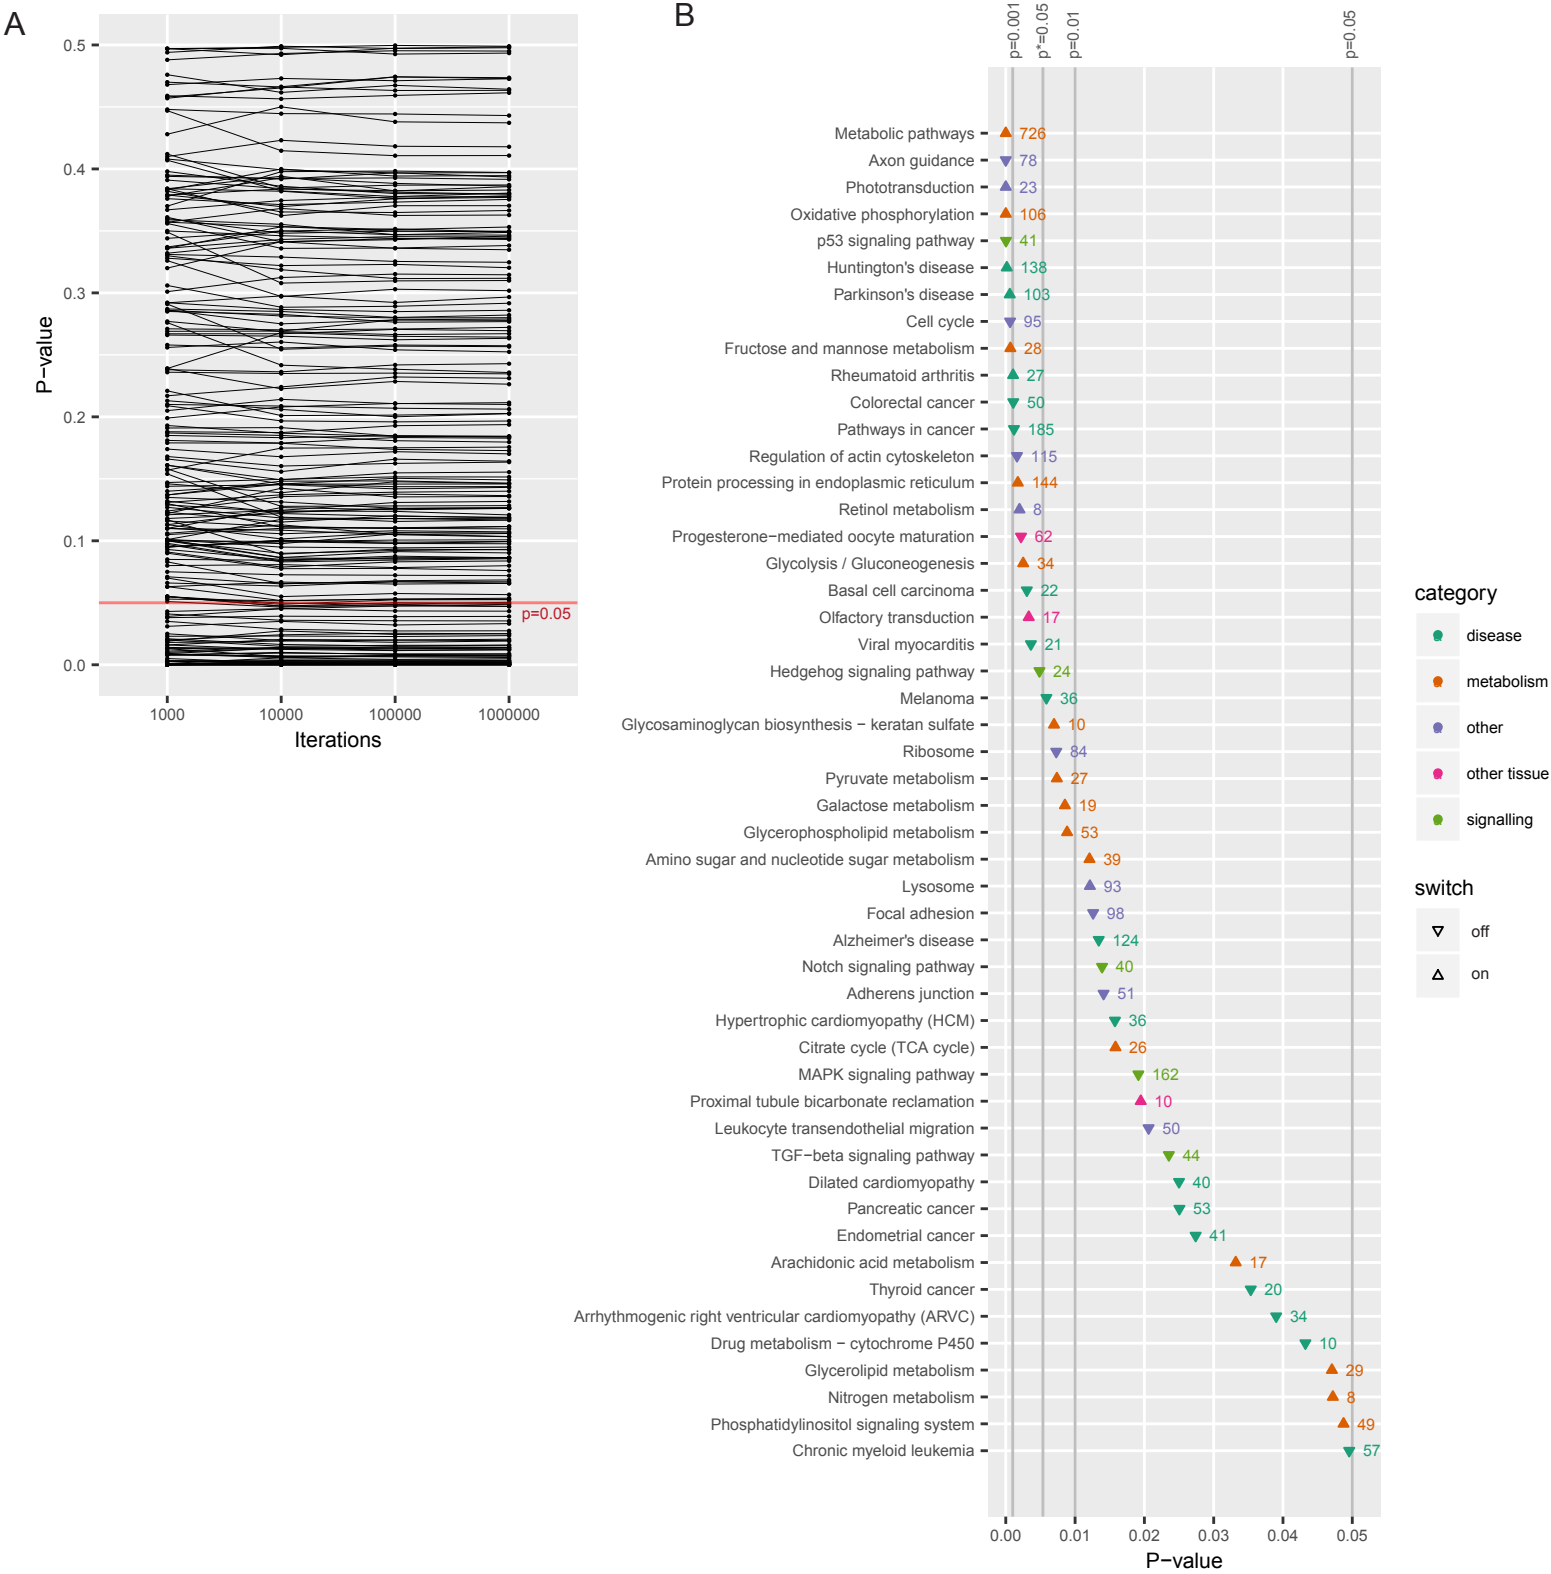 A
P−value
0.5
0.4
0.3
0.2
0.1
0.0
p=0.05
1000 10000 100000 1000000
Iterations
B
p=0.001
p*=0.05
p=0.01
p=0.05
Metabolic pathways 726
Axon guidance 78
Phototransduction 23
Oxidative phosphorylation 106
p53 signaling pathway 41
Huntington's disease 138
Parkinson's disease 103
Cell cycle 95
Fructose and mannose metabolism 28
Rheumatoid arthritis 27
Colorectal cancer 50
Pathways in cancer 185
Regulation of actin cytoskeleton 115
Protein processing in endoplasmic reticulum 144
Retinol metabolism 8
Progesterone−mediated oocyte maturation 62
Glycolysis / Gluconeogenesis 34
Basal cell carcinoma 22
Olfactory transduction 17
Viral myocarditis 21
Hedgehog signaling pathway 24
Melanoma 36
Glycosaminoglycan biosynthesis − keratan sulfate 10
Ribosome 84
Pyruvate metabolism 27
Galactose metabolism 19
Glycerophospholipid metabolism 53
Amino sugar and nucleotide sugar metabolism 39
Lysosome 93
Focal adhesion 98
Alzheimer's disease 124
Notch signaling pathway 40
Adherens junction 51
Hypertrophic cardiomyopathy (HCM) 36
Citrate cycle (TCA cycle) 26
MAPK signaling pathway 162
Proximal tubule bicarbonate reclamation 10
Leukocyte transendothelial migration 50
TGF−beta signaling pathway 44
Dilated cardiomyopathy 40
Pancreatic cancer 53
Endometrial cancer 41
Arachidonic acid metabolism 17
Thyroid cancer 20
Arrhythmogenic right ventricular cardiomyopathy (ARVC) 34
Drug metabolism − cytochrome P450 10
Glycerolipid metabolism 29
Nitrogen metabolism 8
Phosphatidylinositol signaling system 49
Chronic myeloid leukemia 57
0.00 0.01 0.02 0.03 0.04 0.05
P−value
category
disease
metabolism
other
other tissue
signalling
switch
off
on